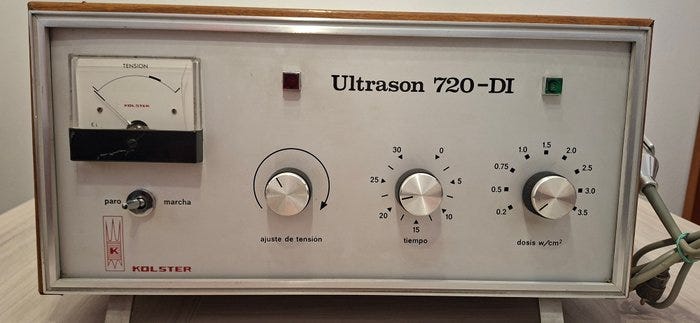 TENSION
KOLSTER
Ultrason 720-DI
paro
marcha
K
KOLSTER
ajuste de tensión
30
0
25
5
20
10
15
tiempo
1.5
1.0
2.0
0.75
2.5
0.5
3.0
0.2
3.5
dosis w/cm²